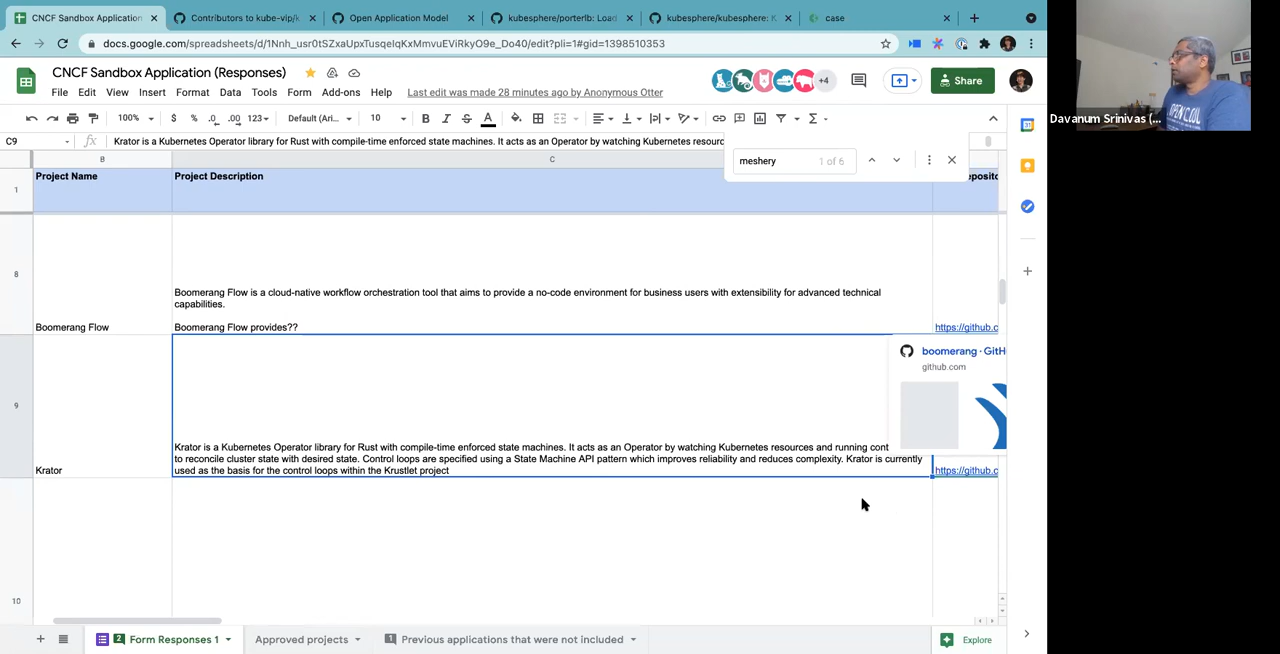 CNCF Sandbox Application
Contributors to kube-vip/k
Open Application Model
kubesphere/porterlb: Load
kubesphere/kubesphere: K
case
docs.google.com/spreadsheets/d/1Nnh_usr0tSZxaUpxTusqeIqKxMmvuEViRkyO9e_Do40/edit?pli=1#gid=1398510353
CNCF Sandbox Application (Responses)
File Edit View Insert Format Data Tools Form Add-ons Help Last edit was made 28 minutes ago by Anonymous Otter
+4
Share
100% $ % .0 .00 123 Default (Ari... 10 B I S A
C9 fx Krator is a Kubernetes Operator library for Rust with compile-time enforced state machines. It acts as an Operator by watching Kubernetes resourc
meshery 1 of 6
B C
1 Project Name Project Description
8
Boomerang Flow is a cloud-native workflow orchestration tool that aims to provide a no-code environment for business users with extensibility for advanced technical
capabilities.
Boomerang Flow Boomerang Flow provides?? https://github.c
boomerang · GitH
github.com
9
Krator is a Kubernetes Operator library for Rust with compile-time enforced state machines. It acts as an Operator by watching Kubernetes resources and running cont
to reconcile cluster state with desired state. Control loops are specified using a State Machine API pattern which improves reliability and reduces complexity. Krator is currently
Krator used as the basis for the control loops within the Krustlet project https://github.c
10
Form Responses 1 Approved projects Previous applications that were not included Explore
Davanum Srinivas (...